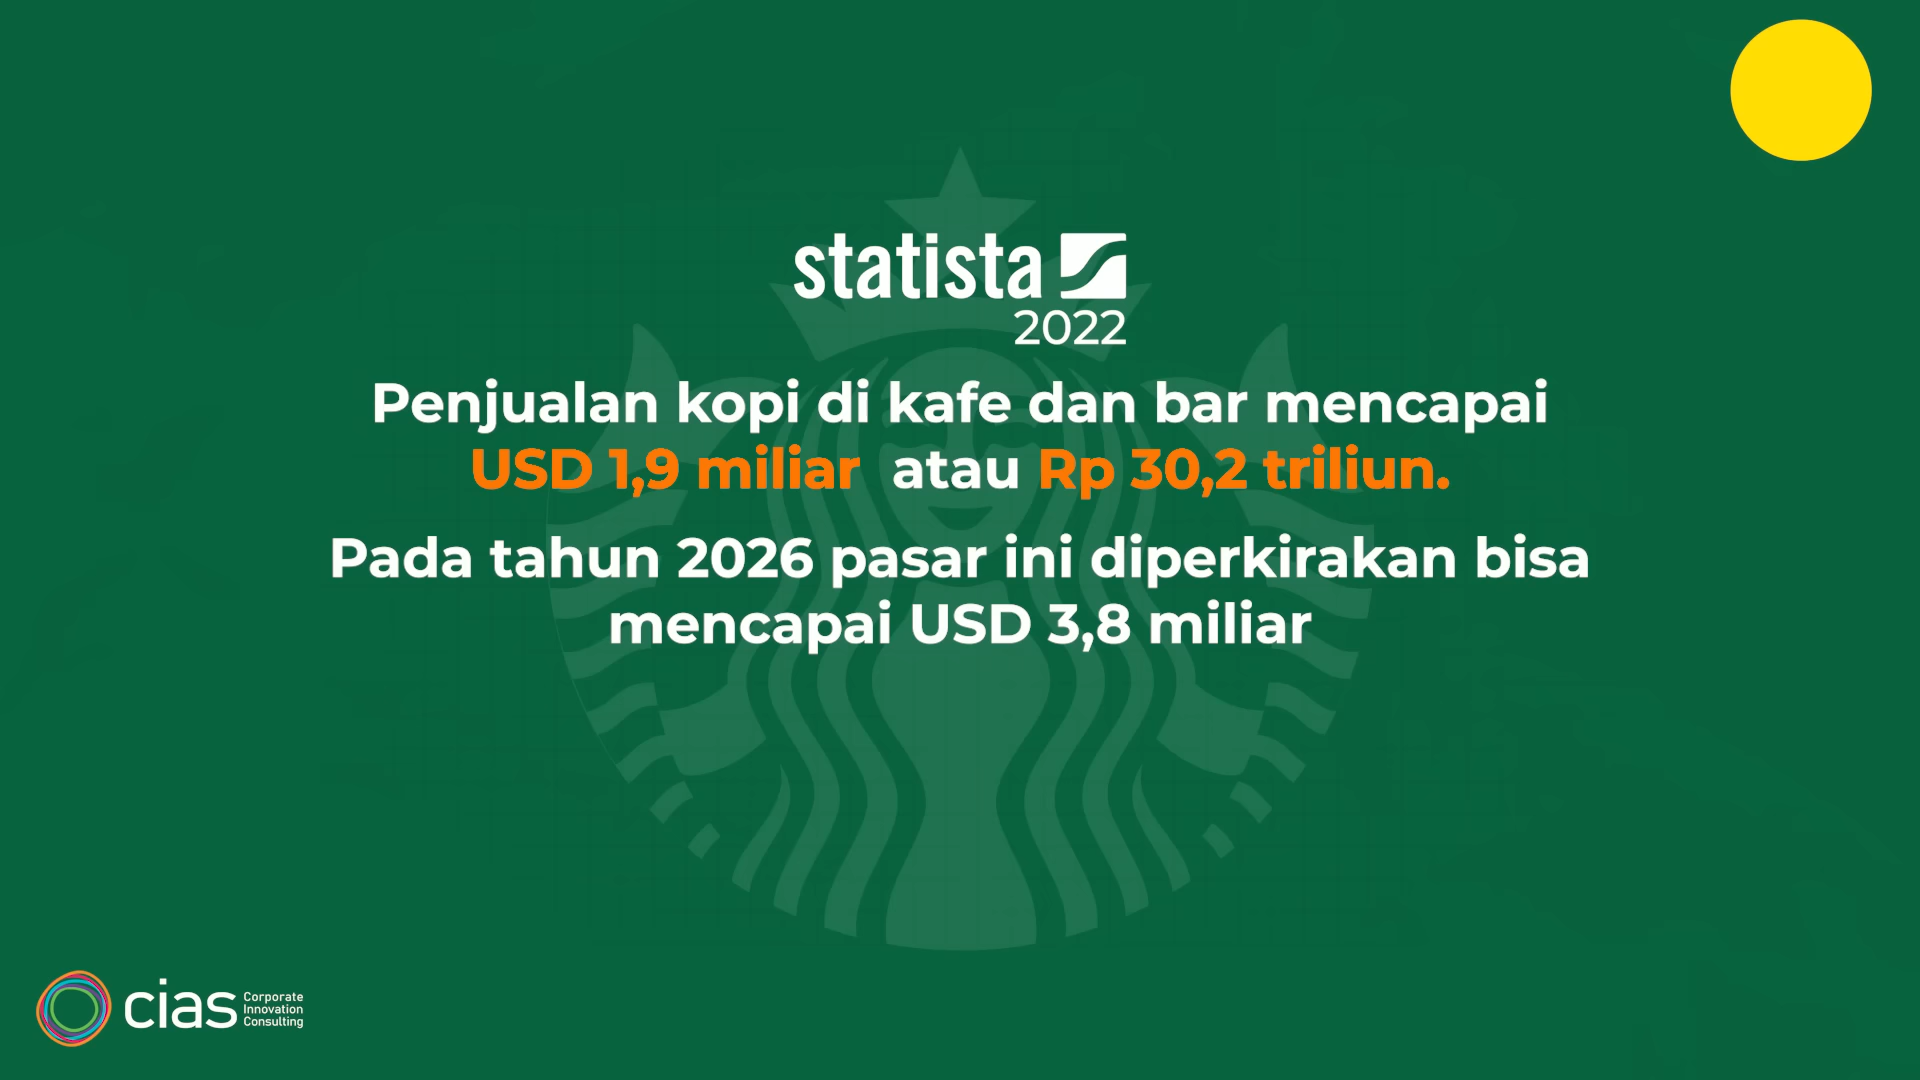 statista
2022
Penjualan kopi di kafe dan bar mencapai
USD 1,9 miliar atau Rp 30,2 triliun.
Pada tahun 2026 pasar ini diperkirakan bisa
mencapai USD 3,8 miliar
cias
Corporate
Innovation
Consulting